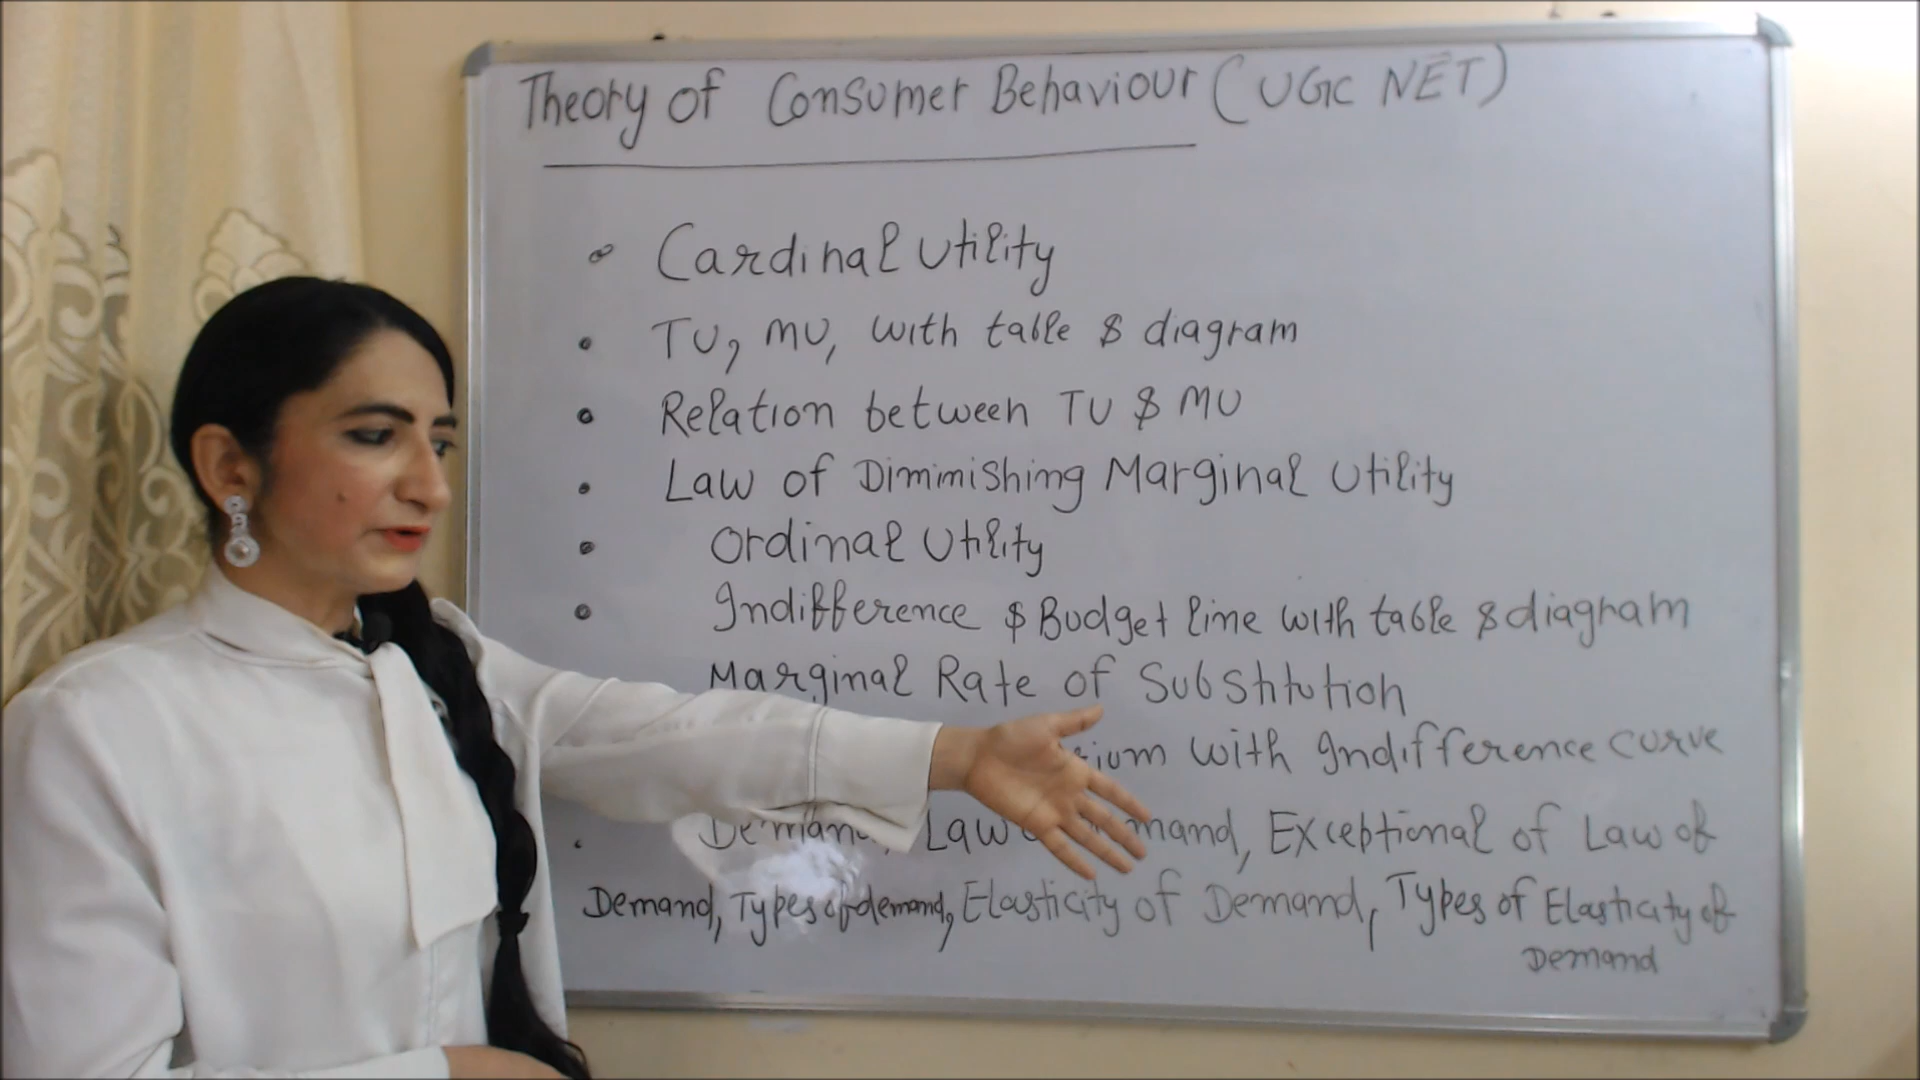 Theory of Consumer Behaviour (UGC NET)
Cardinal Utility
TU, MU, with table & diagram
Relation between TU & MU
Law of Diminishing Marginal Utility
Ordinal Utility
Indifference & Budget line with table & diagram
Marginal Rate of Substitution
with Indifference curve
Law Exceptional of Law of
Demand, Types of demand, Elasticity of Demand, Types of Elasticity of
Demand